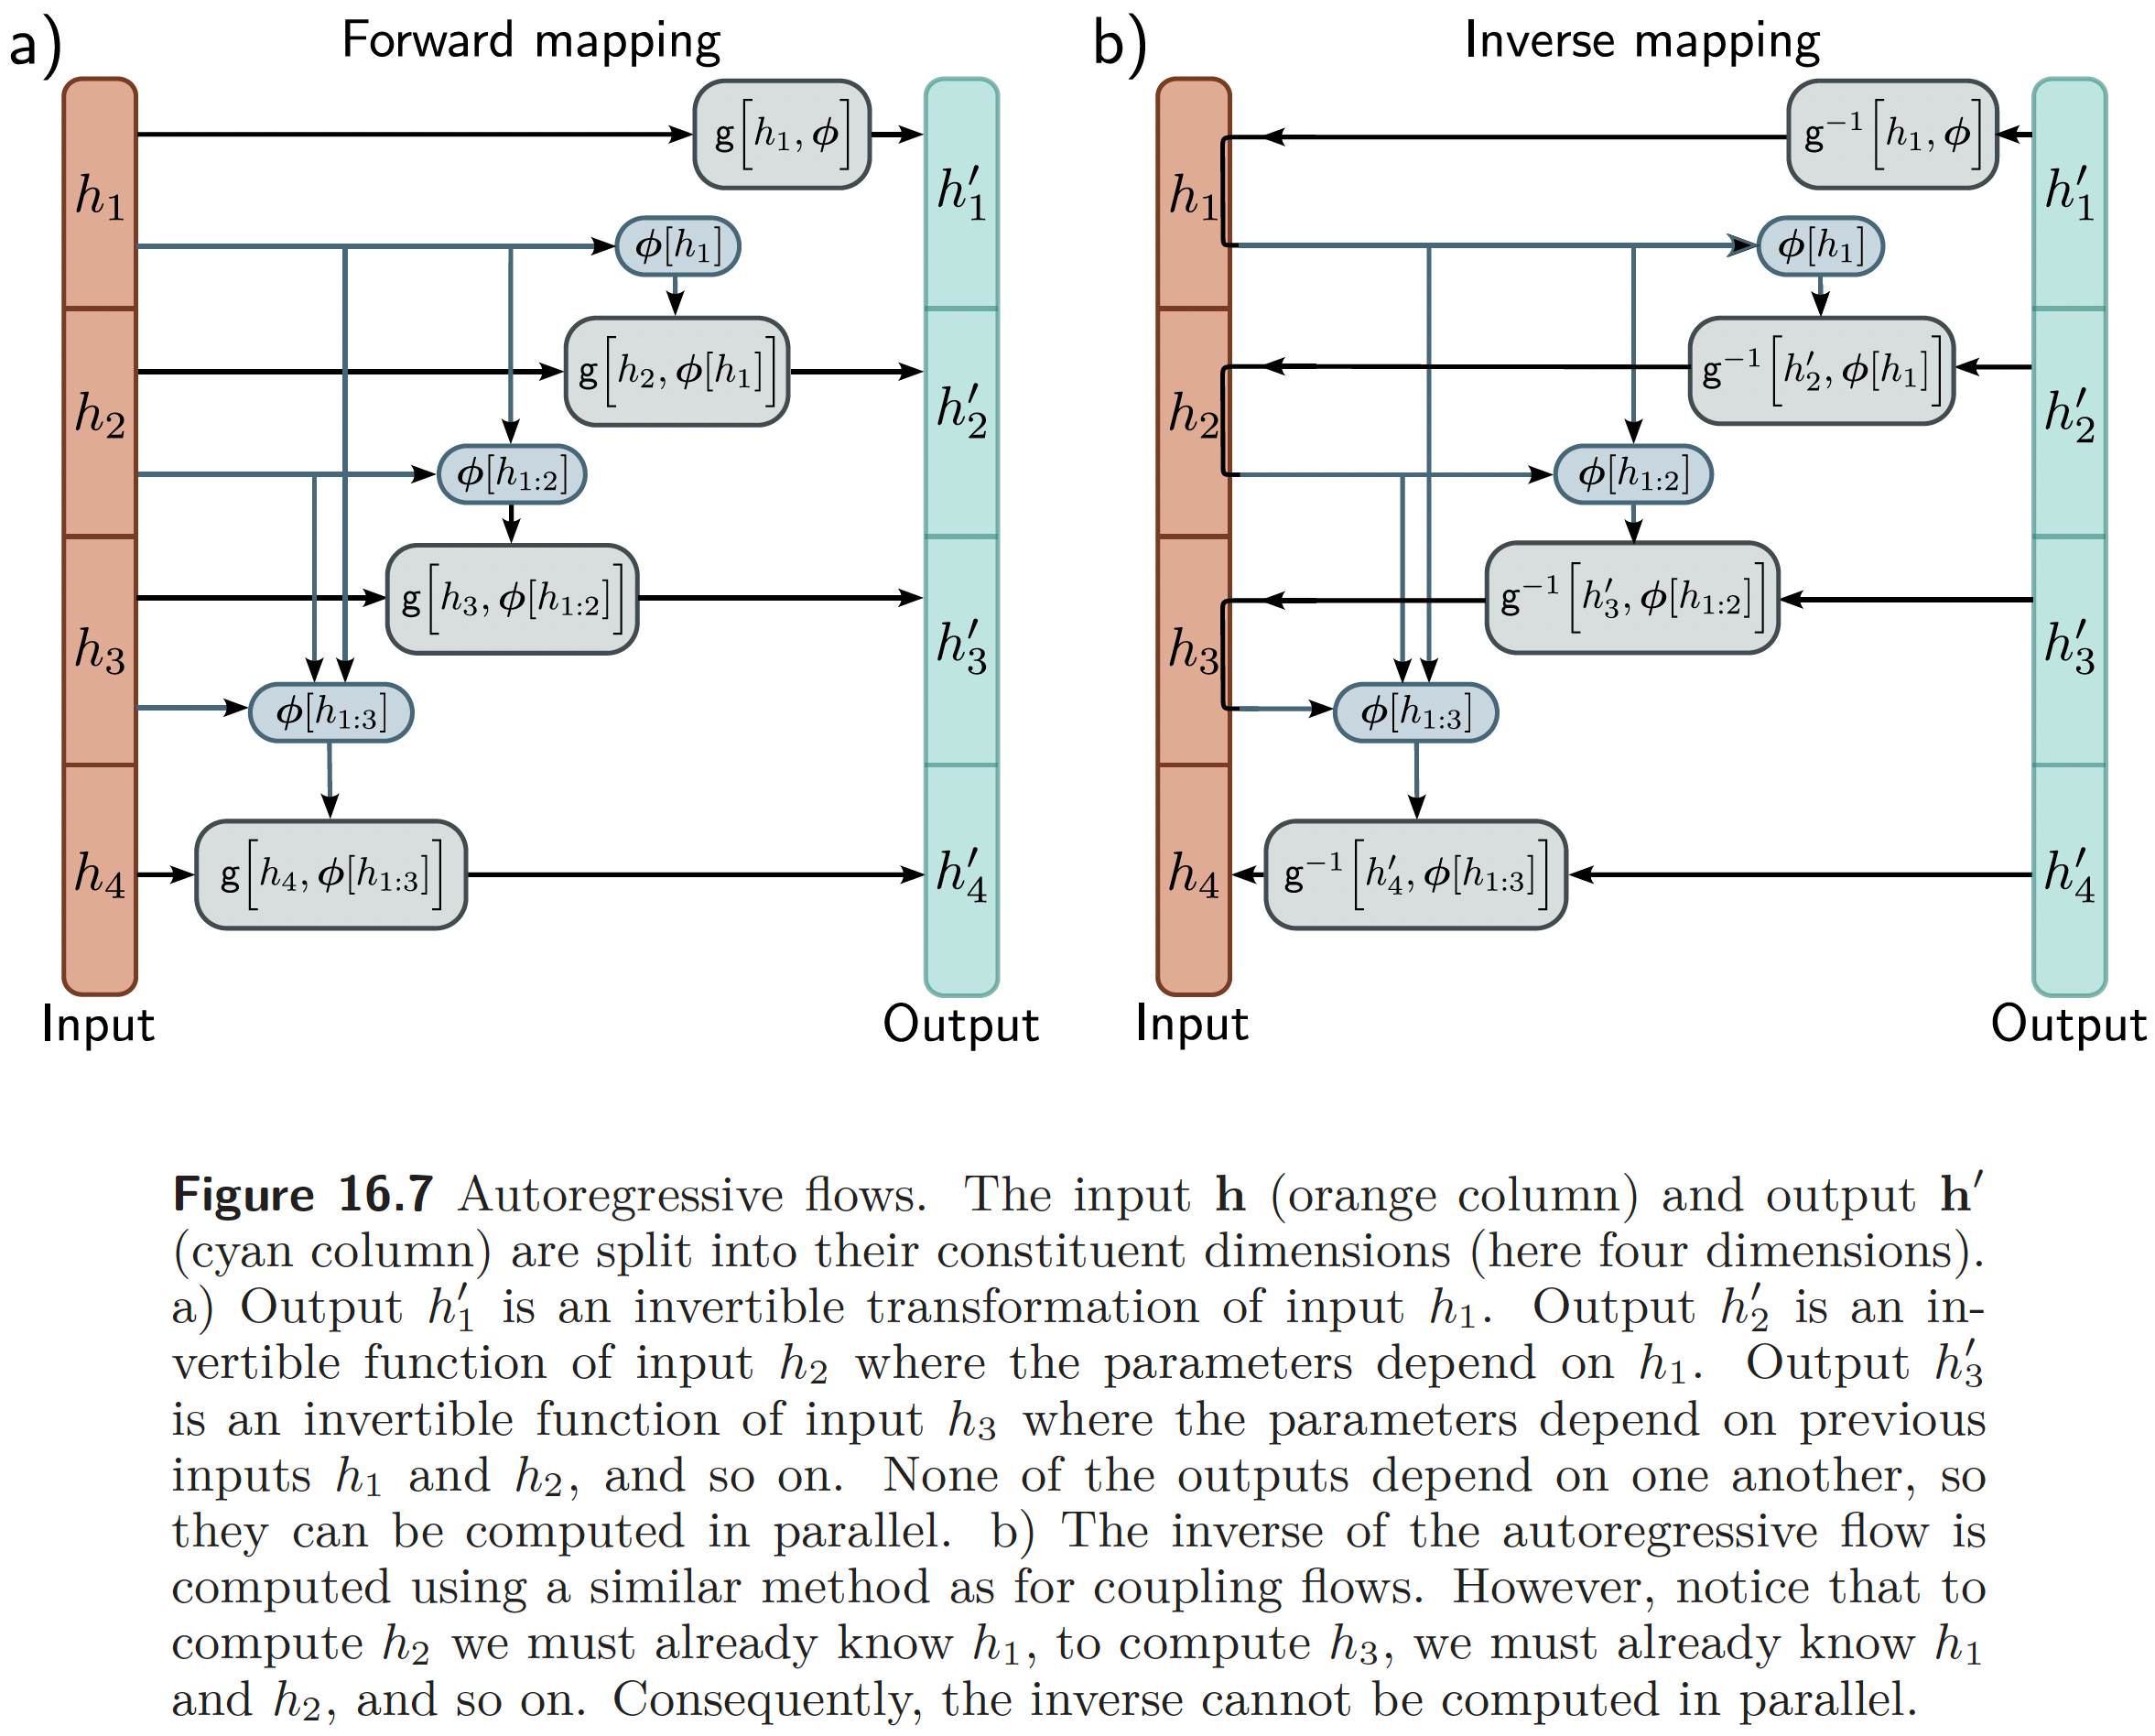 a) Forward mapping
h₁
h₂
h₃
h₄
g[h₁, ϕ]
ϕ[h₁]
g[h₂, ϕ[h₁]]
ϕ[h₁:₂]
g[h₃, ϕ[h₁:₂]]
ϕ[h₁:₃]
g[h₄, ϕ[h₁:₃]]
h′₁
h′₂
h′₃
h′₄
Input
Output
b) Inverse mapping
h₁
h₂
h₃
h₄
g⁻¹[h₁, ϕ]
ϕ[h₁]
g⁻¹[h′₂, ϕ[h₁]]
ϕ[h₁:₂]
g⁻¹[h′₃, ϕ[h₁:₂]]
ϕ[h₁:₃]
g⁻¹[h′₄, ϕ[h₁:₃]]
h′₁
h′₂
h′₃
h′₄
Input
Output
Figure 16.7 Autoregressive flows. The input h (orange column) and output h′
(cyan column) are split into their constituent dimensions (here four dimensions).
a) Output h′₁ is an invertible transformation of input h₁. Output h′₂ is an in-
vertible function of input h₂ where the parameters depend on h₁. Output h′₃
is an invertible function of input h₃ where the parameters depend on previous
inputs h₁ and h₂, and so on. None of the outputs depend on one another, so
they can be computed in parallel. b) The inverse of the autoregressive flow is
computed using a similar method as for coupling flows. However, notice that to
compute h₂ we must already know h₁, to compute h₃, we must already know h₁
and h₂, and so on. Consequently, the inverse cannot be computed in parallel.